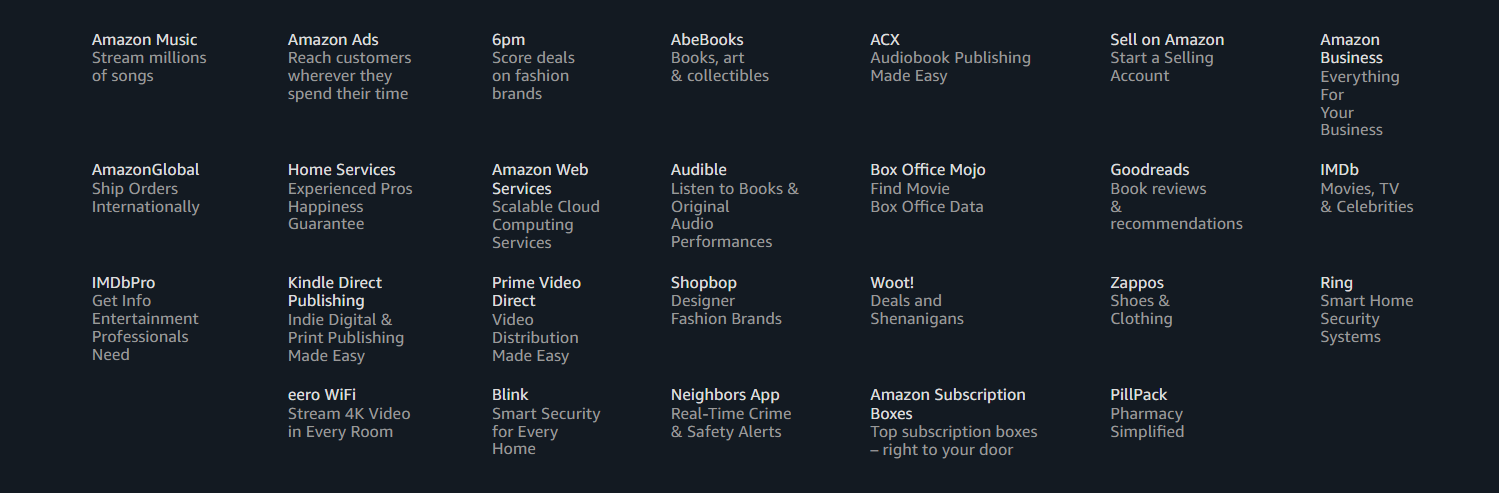 Amazon Music
Stream millions
of songs
Amazon Ads
Reach customers
wherever they
spend their time
6pm
Score deals
on fashion
brands
AbeBooks
Books, art
& collectibles
ACX
Audiobook Publishing
Made Easy
Sell on Amazon
Start a Selling
Account
Amazon
Business
Everything
For
Your
Business
AmazonGlobal
Ship Orders
Internationally
Home Services
Experienced Pros
Happiness
Guarantee
Amazon Web
Services
Scalable Cloud
Computing
Services
Audible
Listen to Books &
Original
Audio
Performances
Box Office Mojo
Find Movie
Box Office Data
Goodreads
Book reviews
&
recommendations
IMDb
Movies, TV
& Celebrities
IMDbPro
Get Info
Entertainment
Professionals
Need
Kindle Direct
Publishing
Indie Digital &
Print Publishing
Made Easy
Prime Video
Direct
Video
Distribution
Made Easy
Shopbop
Designer
Fashion Brands
Woot!
Deals and
Shenanigans
Zappos
Shoes &
Clothing
Ring
Smart Home
Security
Systems
eero WiFi
Stream 4K Video
in Every Room
Blink
Smart Security
for Every
Home
Neighbors App
Real-Time Crime
& Safety Alerts
Amazon Subscription
Boxes
Top subscription boxes
– right to your door
PillPack
Pharmacy
Simplified